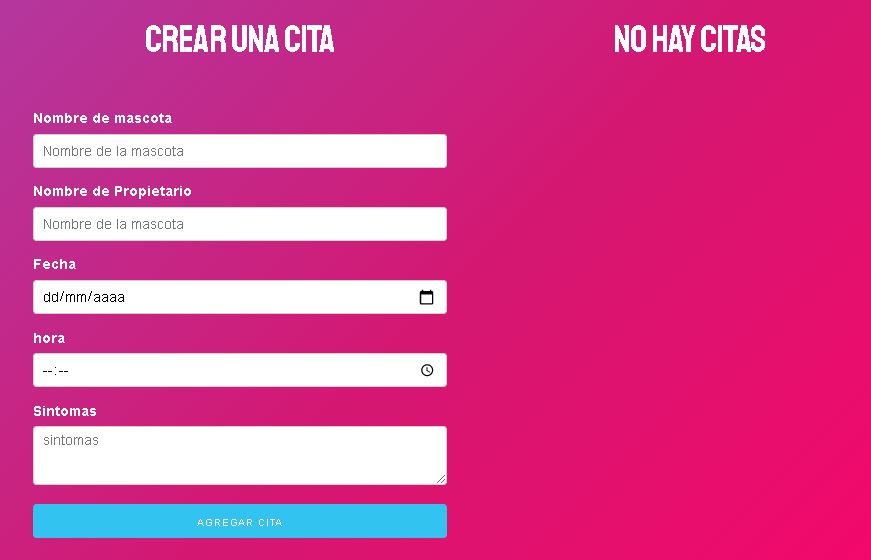 CREAR UNA CITA
NO HAY CITAS
Nombre de mascota
Nombre de la mascota
Nombre de Propietario
Nombre de la mascota
Fecha
dd/mm/aaaa
hora
--:--
Sintomas
sintomas
AGREGAR CITA